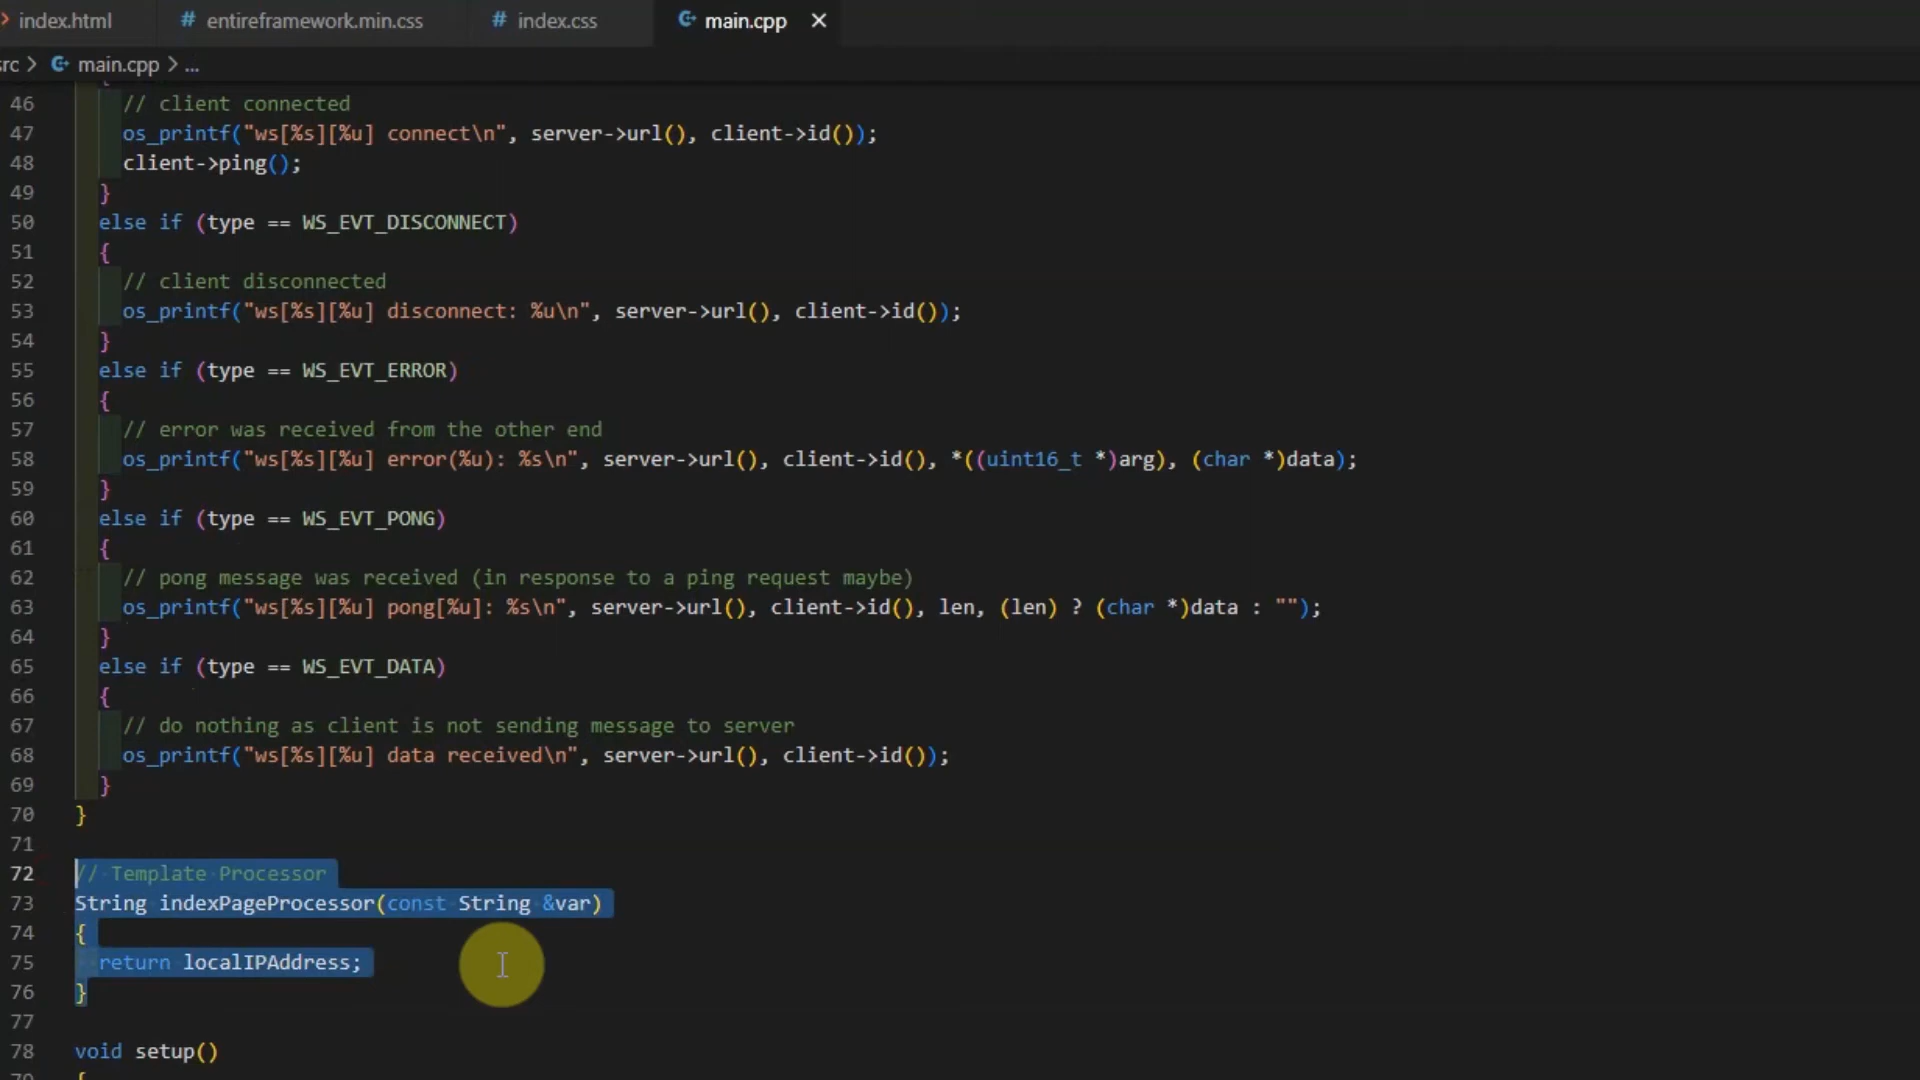 index.html
# entireframework.min.css
# index.css
main.cpp
src > main.cpp > ...
{
46 // client connected
47 os_printf("ws[%s][%u] connect\n", server->url(), client->id());
48 client->ping();
49 }
50 else if (type == WS_EVT_DISCONNECT)
51 {
52 // client disconnected
53 os_printf("ws[%s][%u] disconnect: %u\n", server->url(), client->id());
54 }
55 else if (type == WS_EVT_ERROR)
56 {
57 // error was received from the other end
58 os_printf("ws[%s][%u] error(%u): %s\n", server->url(), client->id(), *((uint16_t *)arg), (char *)data);
59 }
60 else if (type == WS_EVT_PONG)
61 {
62 // pong message was received (in response to a ping request maybe)
63 os_printf("ws[%s][%u] pong[%u]: %s\n", server->url(), client->id(), len, (len) ? (char *)data : "");
64 }
65 else if (type == WS_EVT_DATA)
66 {
67 // do nothing as client is not sending message to server
68 os_printf("ws[%s][%u] data received\n", server->url(), client->id());
69 }
70 }
71
72 // Template Processor
73 String indexPageProcessor(const String &var)
74 {
75 return localIPAddress;
76 }
77
78 void setup()
79 {